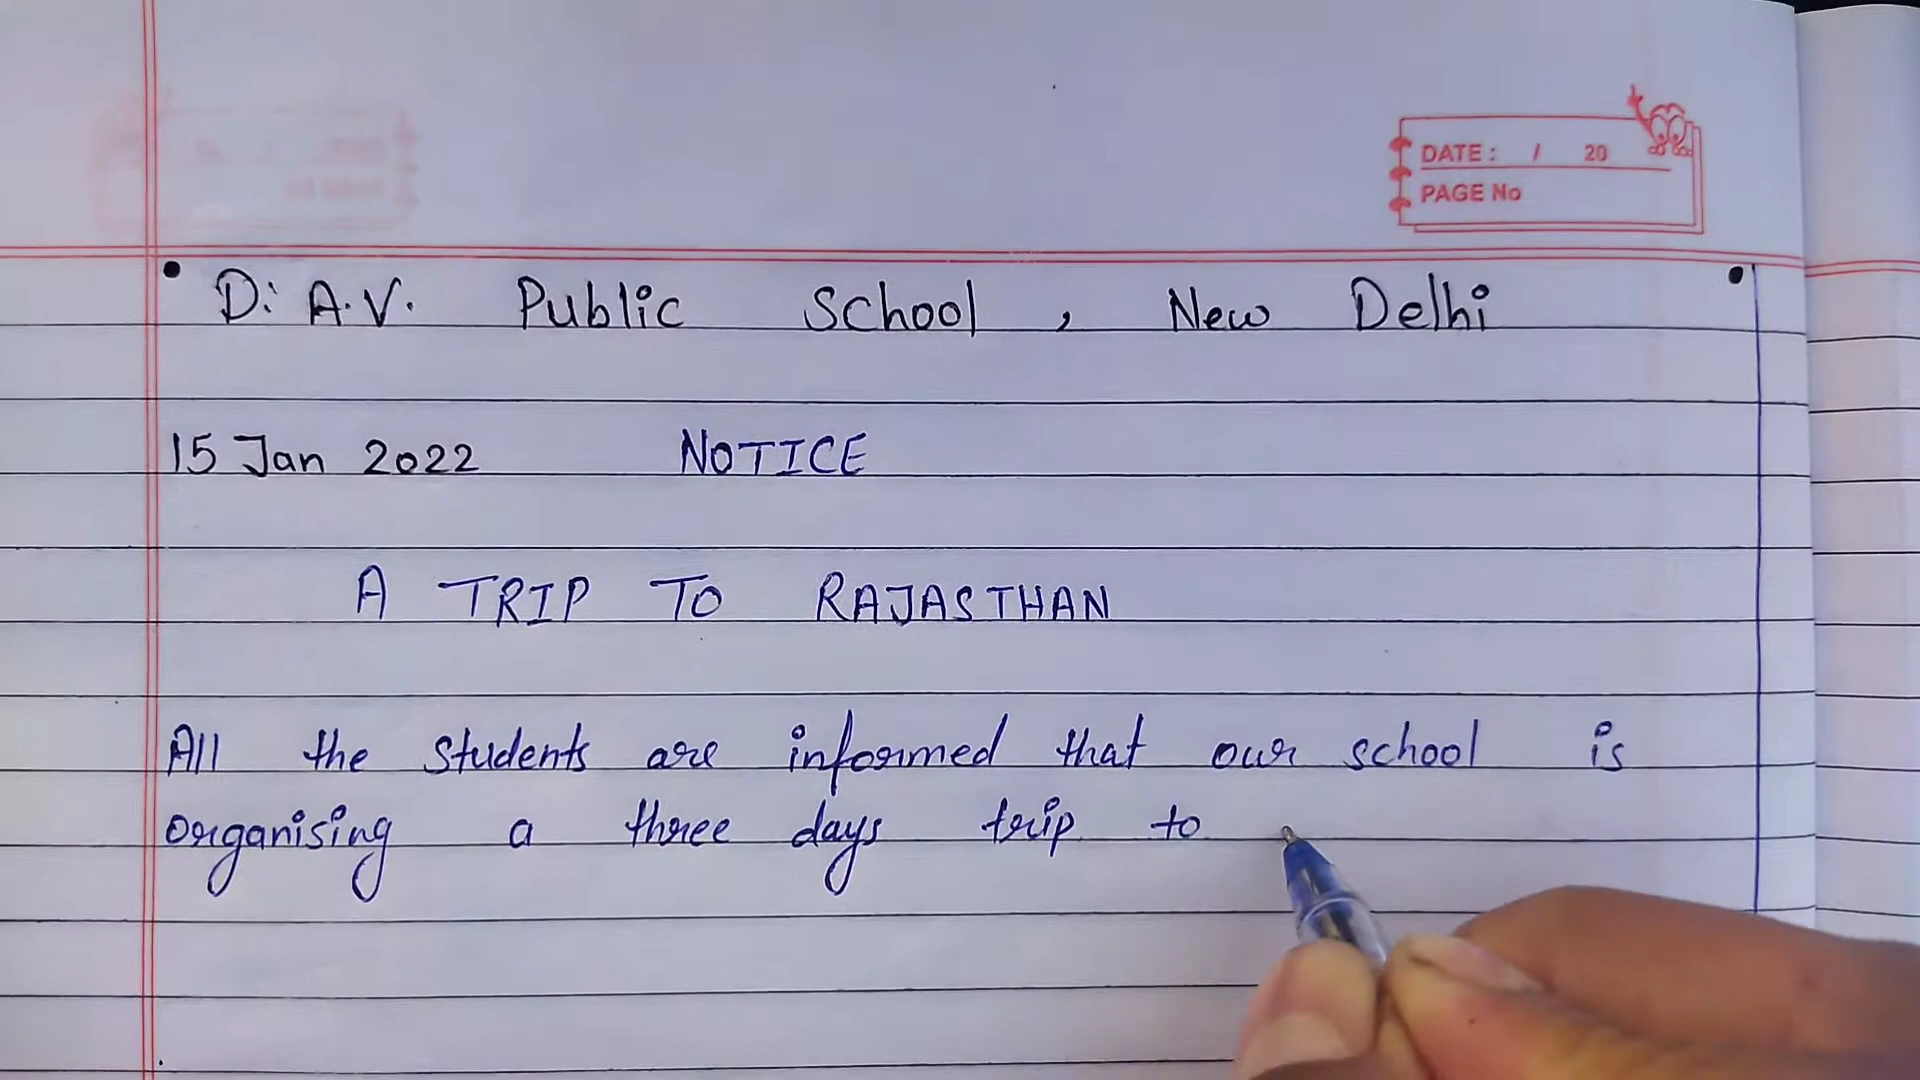 DATE: / 20
PAGE No
D. A.V. Public School, New Delhi
15 Jan 2022 NOTICE
A TRIP TO RAJASTHAN
All the students are informed that our school is
organising a three days trip to